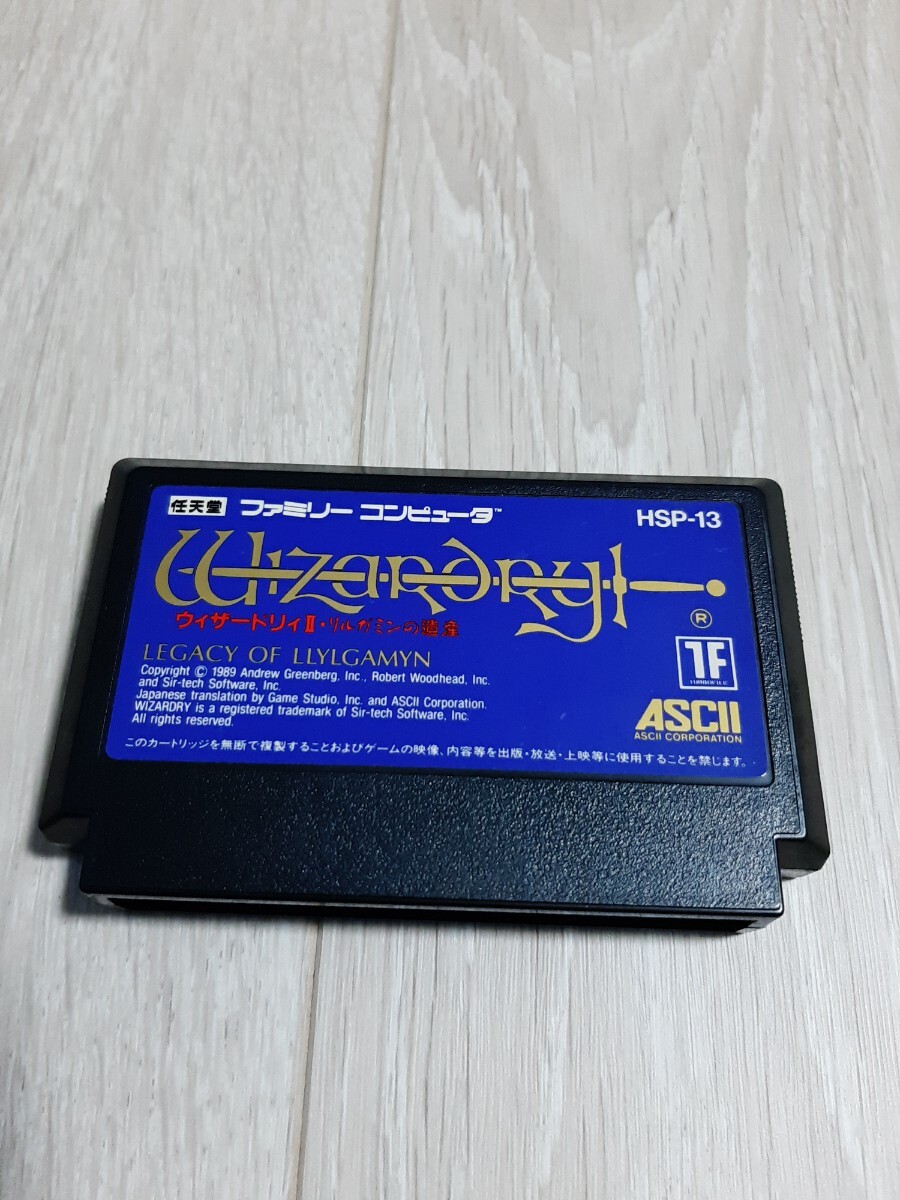 任天堂 ファミリー コンピュータ™ HSP-13
Wizardry ®
ウィザードリィⅡ・リルガミンの遺産
LEGACY OF LLYLGAMYN
Copyright © 1989 Andrew Greenberg, Inc., Robert Woodhead, Inc.
and Sir-tech Software, Inc.
Japanese translation by Game Studio, Inc. and ASCII Corporation.
WIZARDRY is a registered trademark of Sir-tech Software, Inc.
All rights reserved.
TF
TURBO FILE
ASCII
ASCII CORPORATION
このカートリッジを無断で複製することおよびゲームの映像、内容等を出版・放送・上映等に使用することを禁じます。